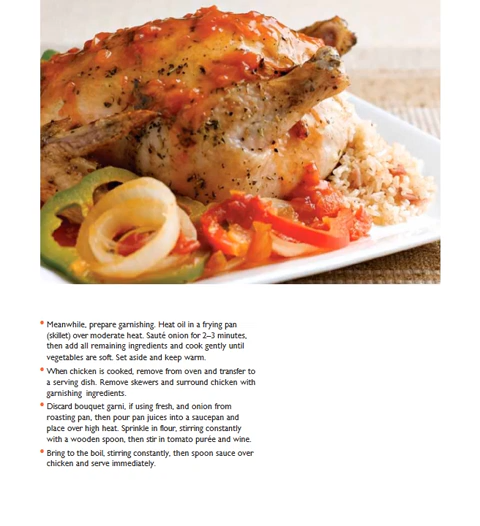 * Meanwhile, prepare garnishing. Heat oil in a frying pan
(skillet) over moderate heat. Sauté onion for 2–3 minutes,
then add all remaining ingredients and cook gently until
vegetables are soft. Set aside and keep warm.
* When chicken is cooked, remove from oven and transfer to
a serving dish. Remove skewers and surround chicken with
garnishing ingredients.
* Discard bouquet garni, if using fresh, and onion from
roasting pan, then pour pan juices into a saucepan and
place over high heat. Sprinkle in flour, stirring constantly
with a wooden spoon, then stir in tomato purée and wine.
* Bring to the boil, stirring constantly, then spoon sauce over
chicken and serve immediately.